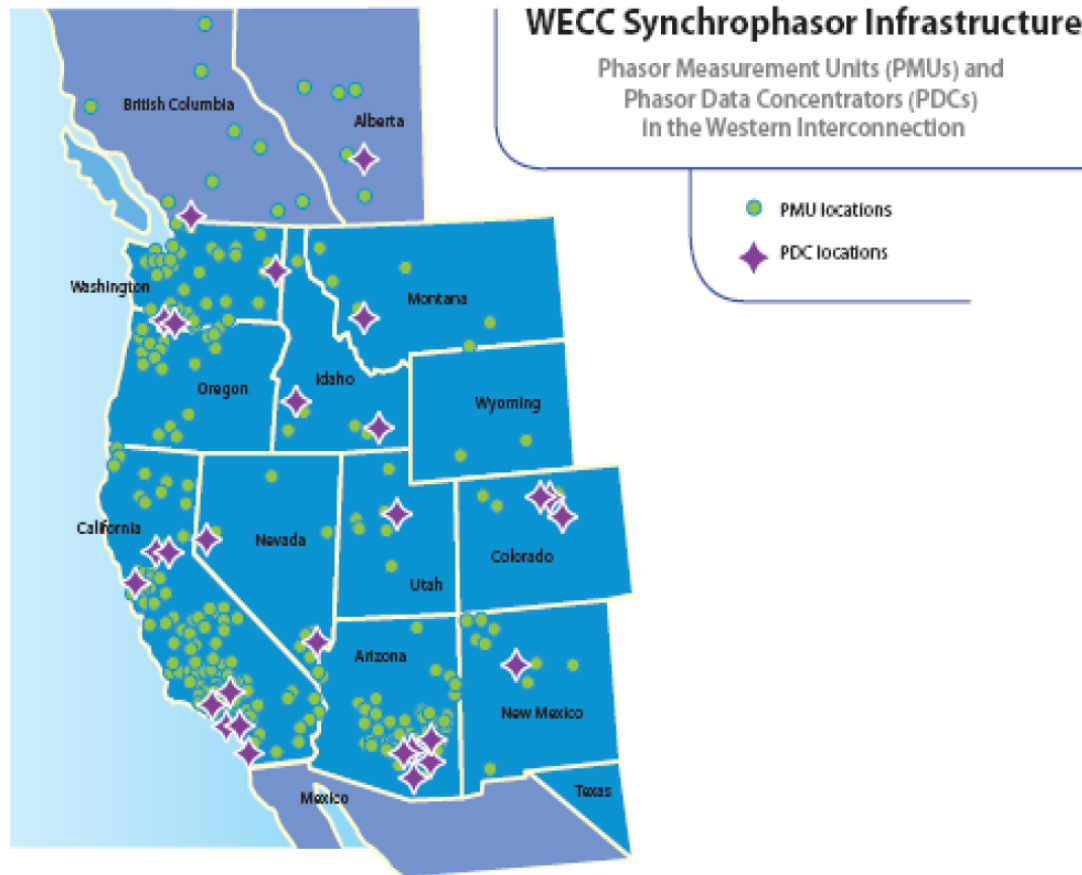 WECC Synchrophasor Infrastructure
Phasor Measurement Units (PMUs) and
Phasor Data Concentrators (PDCs)
in the Western Interconnection
PMU locations
PDC locations
British Columbia
Alberta
Washington
Montana
Oregon
Idaho
Wyoming
California
Nevada
Utah
Colorado
Arizona
New Mexico
Mexico
Texas